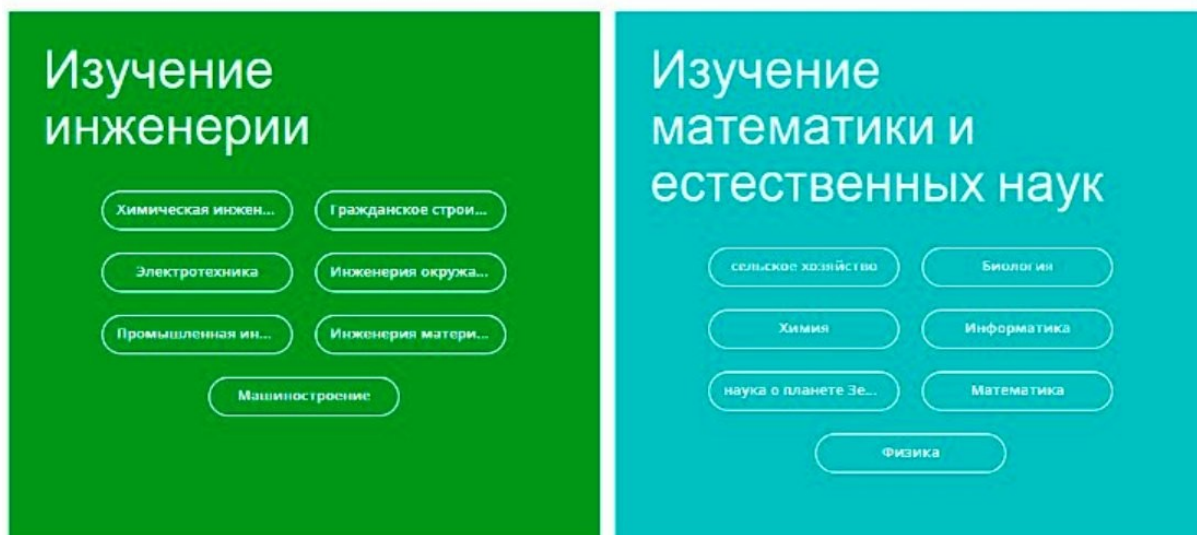 Изучение
инженерии
Химическая инжен...
Гражданское строи...
Электротехника
Инженерия окружа...
Промышленная ин...
Инженерия матери...
Машиностроение
Изучение
математики и
естественных наук
сельское хозяйство
Биология
Химия
Информатика
наука о планете Зе...
Математика
Физика